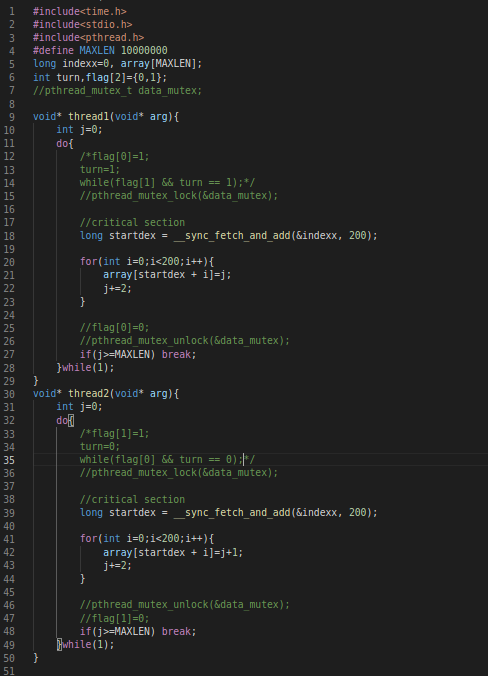 1 #include<time.h>
2 #include<stdio.h>
3 #include<pthread.h>
4 #define MAXLEN 10000000
5 long indexx=0, array[MAXLEN];
6 int turn,flag[2]={0,1};
7 //pthread_mutex_t data_mutex;
8
9 void* thread1(void* arg){
10 int j=0;
11 do{
12 /*flag[0]=1;
13 turn=1;
14 while(flag[1] && turn == 1);*/
15 //pthread_mutex_lock(&data_mutex);
16
17 //critical section
18 long startdex = __sync_fetch_and_add(&indexx, 200);
19
20 for(int i=0;i<200;i++){
21 array[startdex + i]=j;
22 j+=2;
23 }
24
25 //flag[0]=0;
26 //pthread_mutex_unlock(&data_mutex);
27 if(j>=MAXLEN) break;
28 }while(1);
29 }
30 void* thread2(void* arg){
31 int j=0;
32 do{
33 /*flag[1]=1;
34 turn=0;
35 while(flag[0] && turn == 0);*/
36 //pthread_mutex_lock(&data_mutex);
37
38 //critical section
39 long startdex = __sync_fetch_and_add(&indexx, 200);
40
41 for(int i=0;i<200;i++){
42 array[startdex + i]=j+1;
43 j+=2;
44 }
45
46 //pthread_mutex_unlock(&data_mutex);
47 //flag[1]=0;
48 if(j>=MAXLEN) break;
49 }while(1);
50 }
51